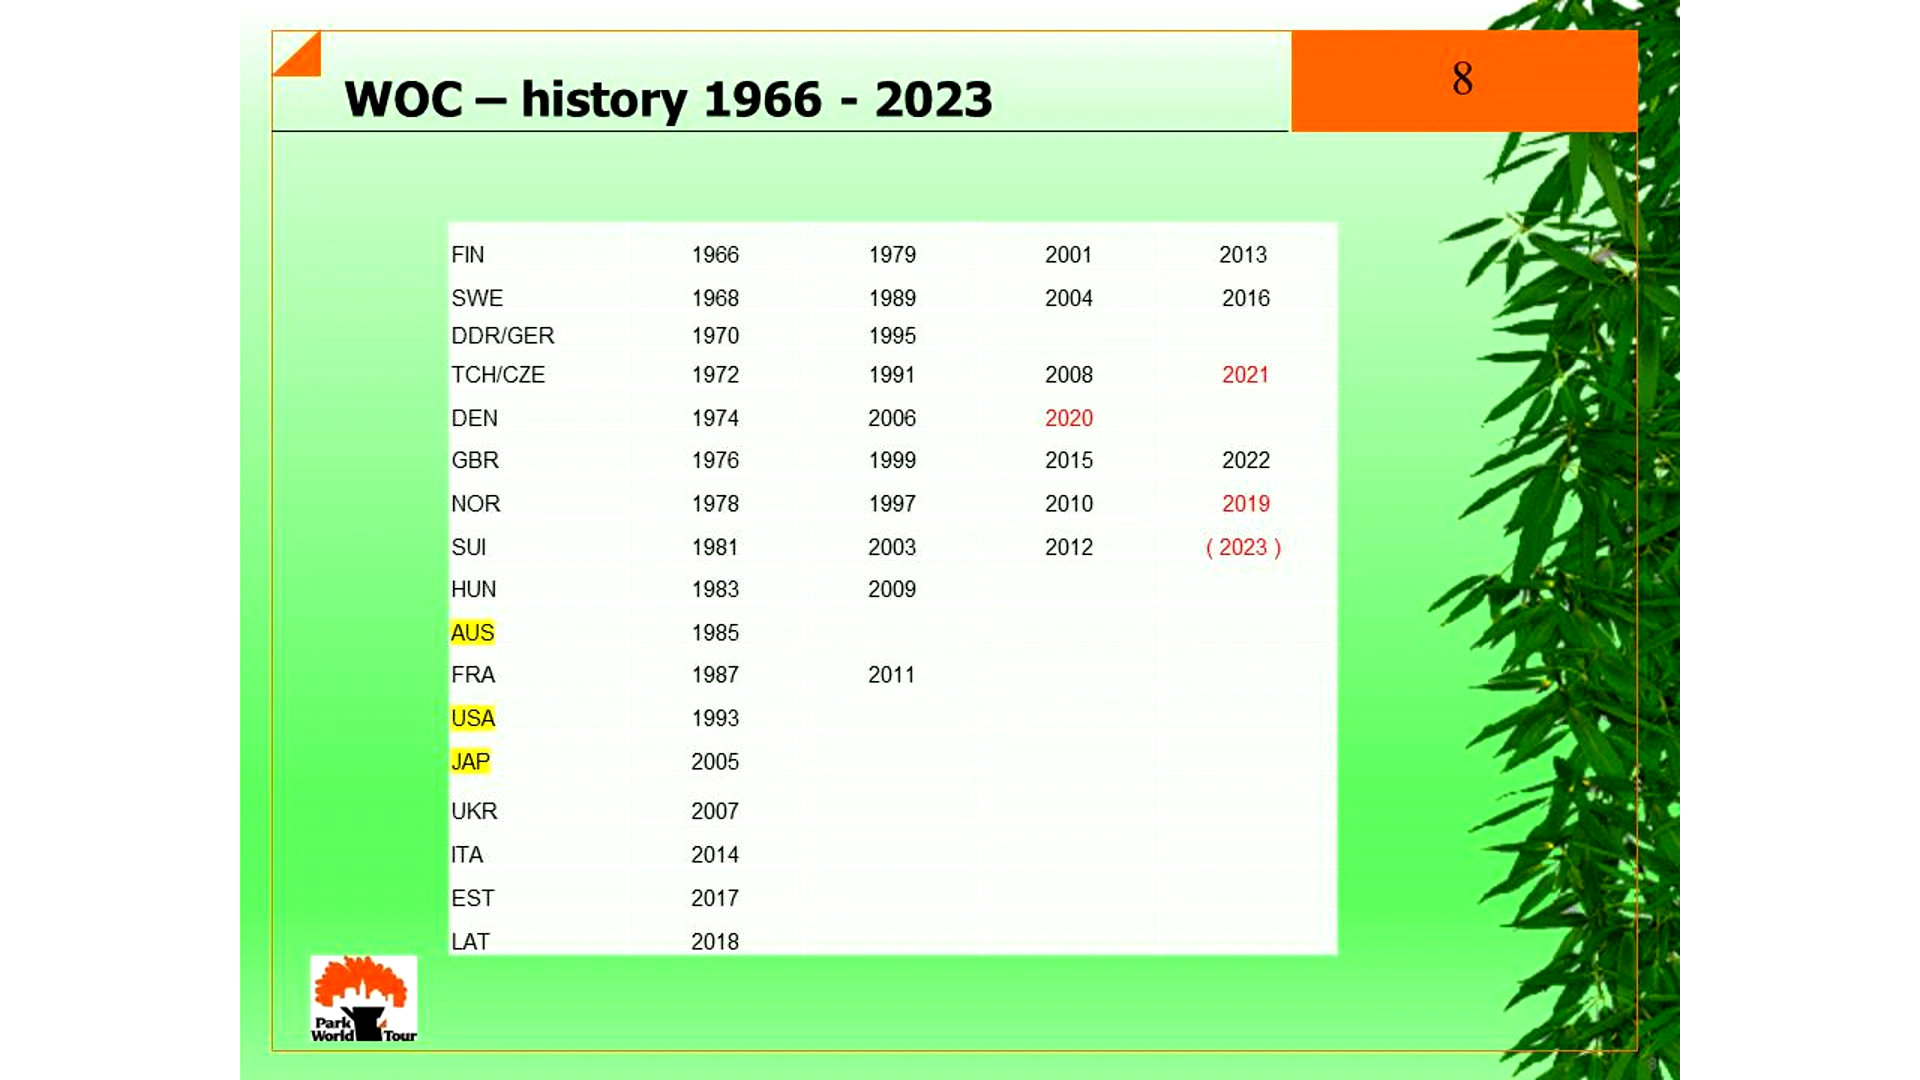 WOC – history 1966 - 2023
8
FIN 1966 1979 2001 2013
SWE 1968 1989 2004 2016
DDR/GER 1970 1995
TCH/CZE 1972 1991 2008 2021
DEN 1974 2006 2020
GBR 1976 1999 2015 2022
NOR 1978 1997 2010 2019
SUI 1981 2003 2012 ( 2023 )
HUN 1983 2009
AUS 1985
FRA 1987 2011
USA 1993
JAP 2005
UKR 2007
ITA 2014
EST 2017
LAT 2018
Park
World Tour